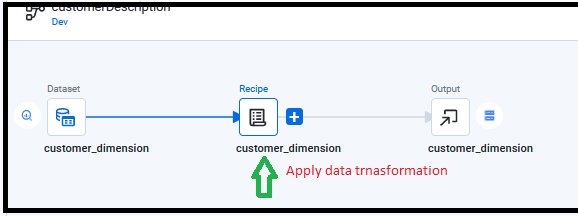 customerDescription
Dev
Dataset
Recipe
Output
customer_dimension
customer_dimension
customer_dimension
Apply data trnasformation